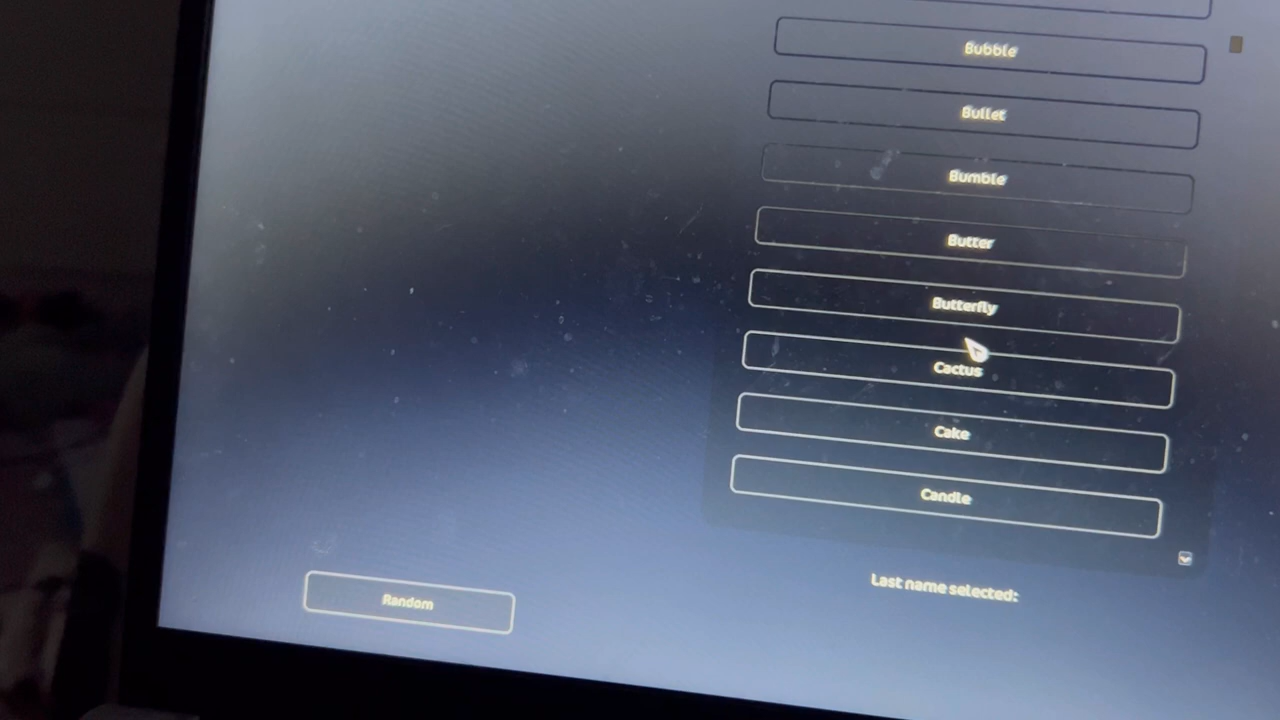 Bubble
Bullet
Bumble
Butter
Butterfly
Cactus
Cake
Candle
Last name selected:
Random